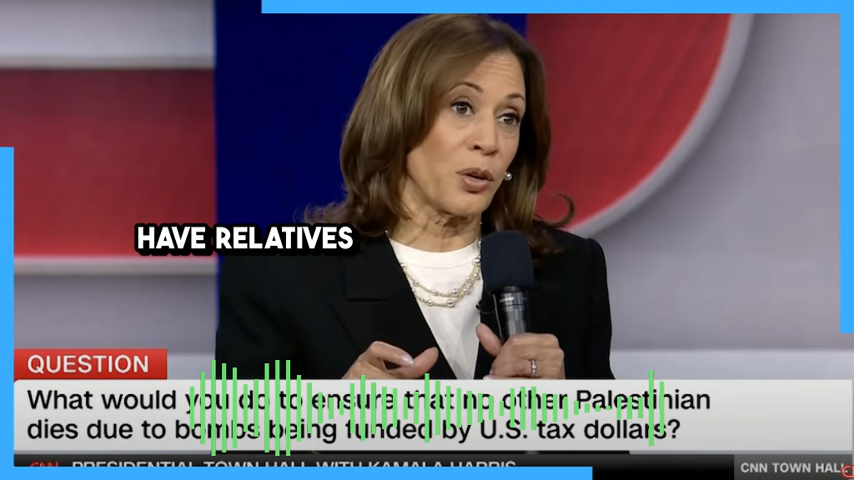 HAVE RELATIVES
QUESTION
What would you do to ensure that no other Palestinian
dies due to bombs being funded by U.S. tax dollars?
CNN PRESIDENTIAL TOWN HALL WITH KAMALA HARRIS
CNN TOWN HALL